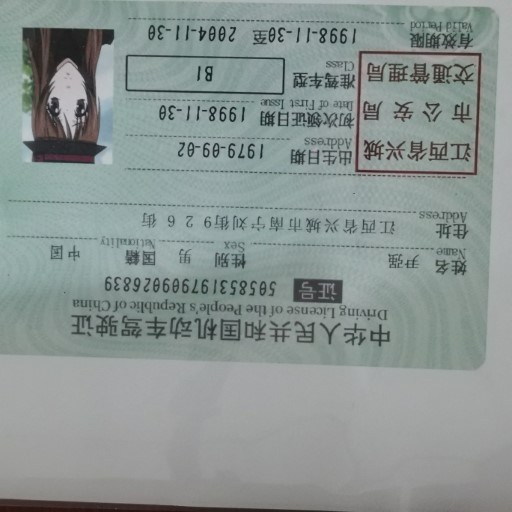 中华人民共和国机动车驾驶证
Driving License of the People's Republic of China
证号 505853197909026839
姓名 尹强 性别 男 国籍 中国
Name Sex Nationality
住址 江西省兴城市南宁刘街926街
Address
江西省兴城
市公安局
交通管理局
出生日期 1979-09-02
Address
初次领证日期 1998-11-30
Date of First Issue
准驾车型 B1
Class
有效期限 1998-11-30至 2004-11-30
Valid Period